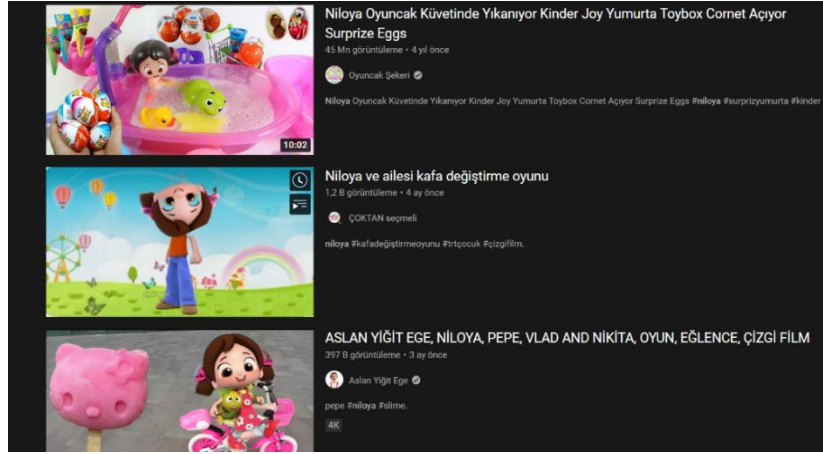 Niloya Oyuncak Küvetinde Yıkanıyor Kinder Joy Yumurta Toybox Cornet Açıyor
Surprize Eggs
45 Mn görüntüleme • 4 yıl önce
Oyuncak Şekeri
Niloya Oyuncak Küvetinde Yıkanıyor Kinder Joy Yumurta Toybox Cornet Açıyor Surprize Eggs #niloya #surprizyumurta #kinder
10:02
Niloya ve ailesi kafa değiştirme oyunu
1,2 B görüntüleme • 4 ay önce
ÇOKTAN seçmeli
niloya #kafadeğiştirmeoyunu #trtçocuk #çizgifilm.
ASLAN YİĞİT EGE, NİLOYA, PEPE, VLAD AND NİKİTA, OYUN, EĞLENCE, ÇİZGİ FİLM
397 B görüntüleme • 3 ay önce
Aslan Yiğit Ege
pepe #niloya #slime.
4K